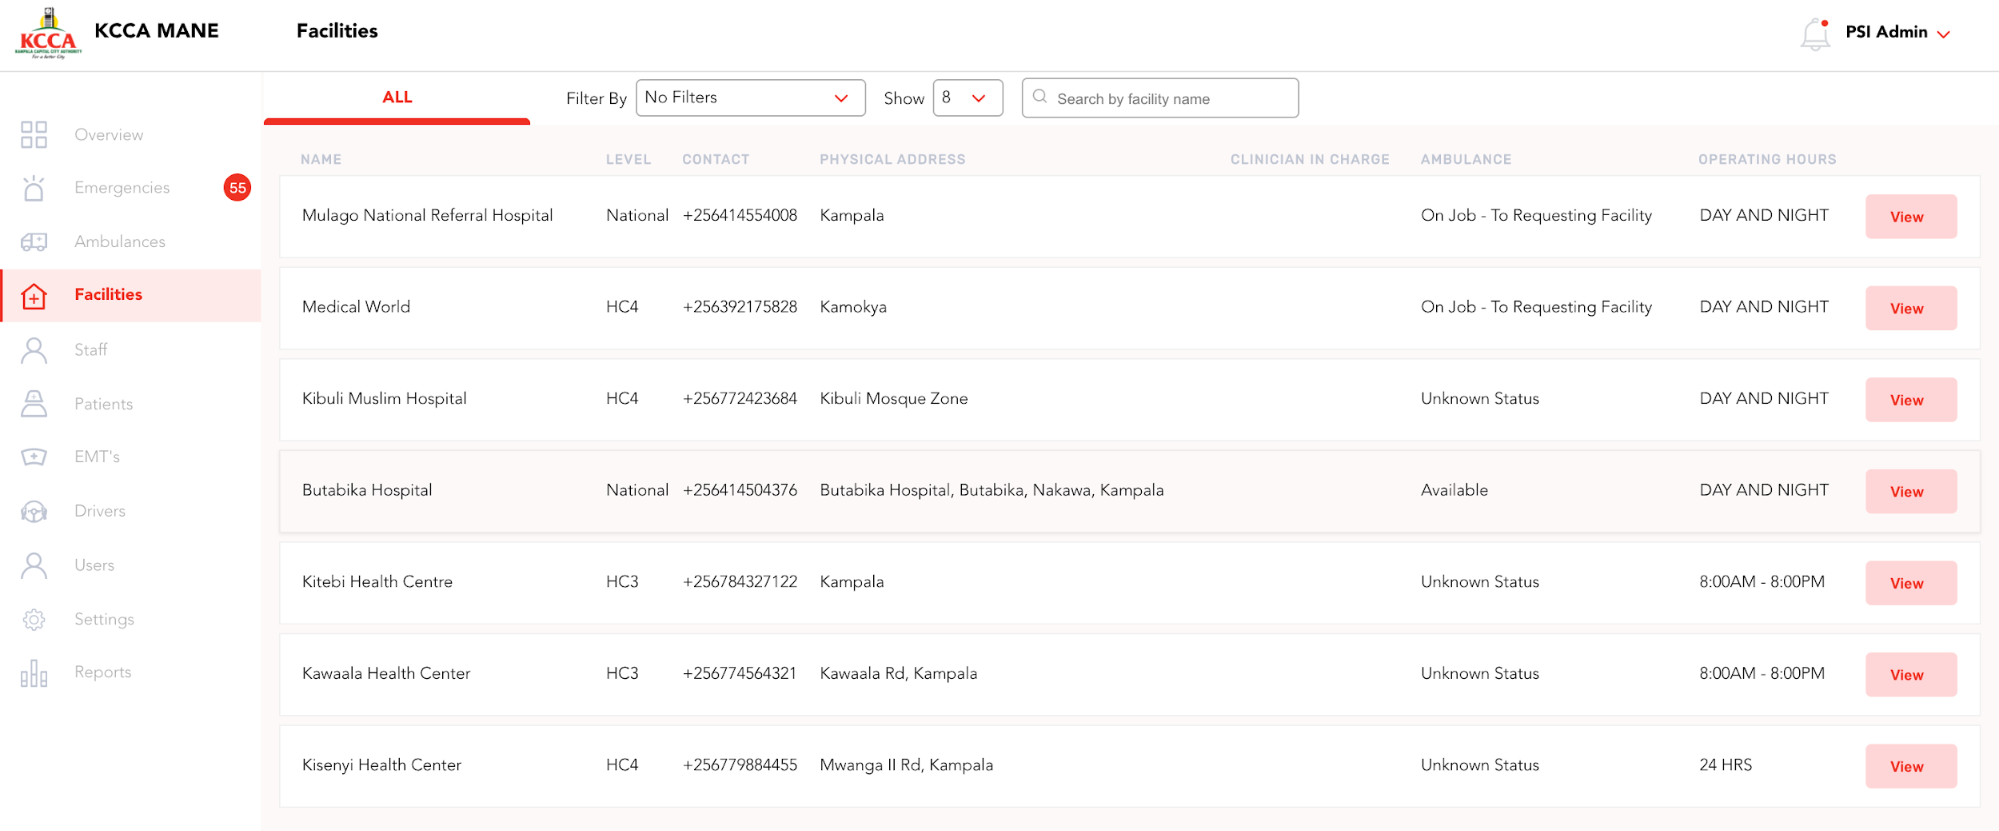 KCCA
KAMPALA CAPITAL CITY AUTHORITY
For a Better City
KCCA MANE
Facilities
PSI Admin
ALL
Filter By
No Filters
Show
8
Search by facility name
Overview
Emergencies
55
Ambulances
Facilities
Staff
Patients
EMT's
Drivers
Users
Settings
Reports
NAME LEVEL CONTACT PHYSICAL ADDRESS CLINICIAN IN CHARGE AMBULANCE OPERATING HOURS
Mulago National Referral Hospital National +256414554008 Kampala On Job - To Requesting Facility DAY AND NIGHT View
Medical World HC4 +256392175828 Kamokya On Job - To Requesting Facility DAY AND NIGHT View
Kibuli Muslim Hospital HC4 +256772423684 Kibuli Mosque Zone Unknown Status DAY AND NIGHT View
Butabika Hospital National +256414504376 Butabika Hospital, Butabika, Nakawa, Kampala Available DAY AND NIGHT View
Kitebi Health Centre HC3 +256784327122 Kampala Unknown Status 8:00AM - 8:00PM View
Kawaala Health Center HC3 +256774564321 Kawaala Rd, Kampala Unknown Status 8:00AM - 8:00PM View
Kisenyi Health Center HC4 +256779884455 Mwanga II Rd, Kampala Unknown Status 24 HRS View